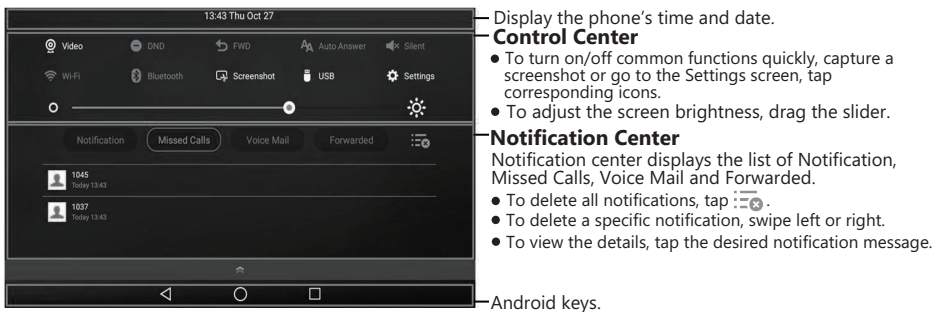 13:43 Thu Oct 27
Video DND FWD Auto Answer Silent
Wi-Fi Bluetooth Screenshot USB Settings
Notification Missed Calls Voice Mail Forwarded
1045
Today 13:43
1037
Today 13:43
Display the phone's time and date.
Control Center
• To turn on/off common functions quickly, capture a
screenshot or go to the Settings screen, tap
corresponding icons.
• To adjust the screen brightness, drag the slider.
Notification Center
Notification center displays the list of Notification,
Missed Calls, Voice Mail and Forwarded.
• To delete all notifications, tap .
• To delete a specific notification, swipe left or right.
• To view the details, tap the desired notification message.
Android keys.